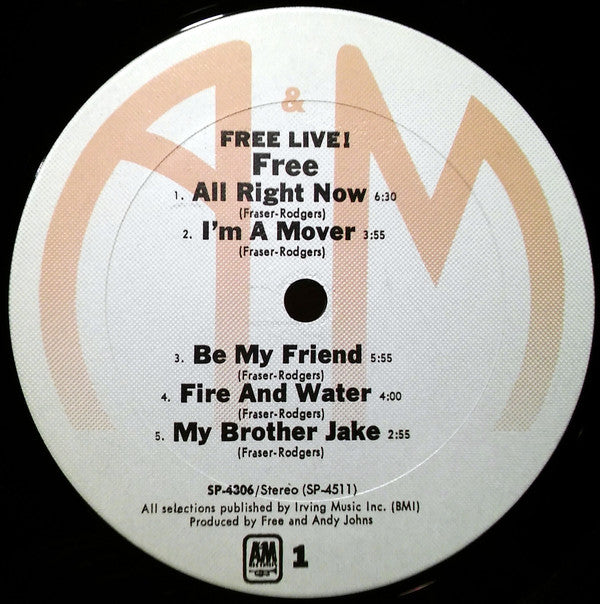 A & M
FREE LIVE!
Free
1. All Right Now 6:30
(Fraser-Rodgers)
2. I'm A Mover 3:55
(Fraser-Rodgers)
3. Be My Friend 5:55
(Fraser-Rodgers)
4. Fire And Water 4:00
(Fraser-Rodgers)
5. My Brother Jake 2:55
(Fraser-Rodgers)
SP-4306/Stereo (SP-4511)
All selections published by Irving Music Inc. (BMI)
Produced by Free and Andy Johns
AM 1